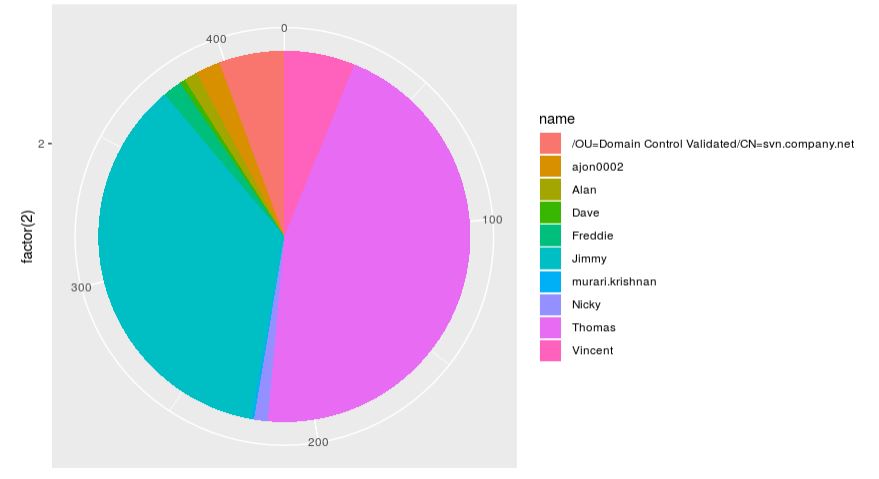 0
400
2
100
300
200
factor(2)
name
/OU=Domain Control Validated/CN=svn.company.net
ajon0002
Alan
Dave
Freddie
Jimmy
murari.krishnan
Nicky
Thomas
Vincent